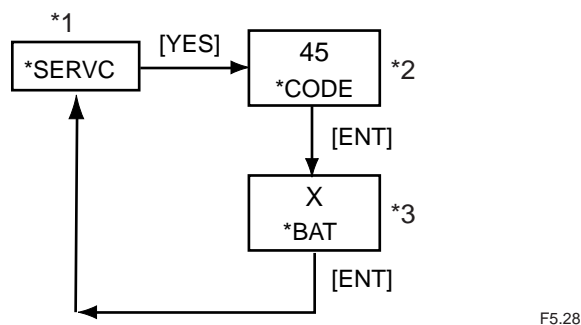 *1
[YES]
*SERVC
45
*CODE
*2
[ENT]
X
*BAT
*3
[ENT]
F5.28